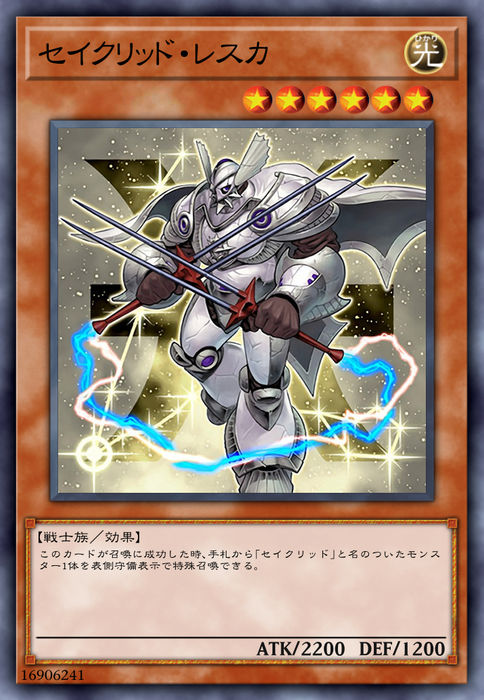 セイクリッド・レスカ
ひかり
光
【戦士族／効果】
このカードが召喚に成功した時、手札から「セイクリッド」と名のついたモンス
ター1体を表側守備表示で特殊召喚できる。
ATK/2200 DEF/1200
16906241